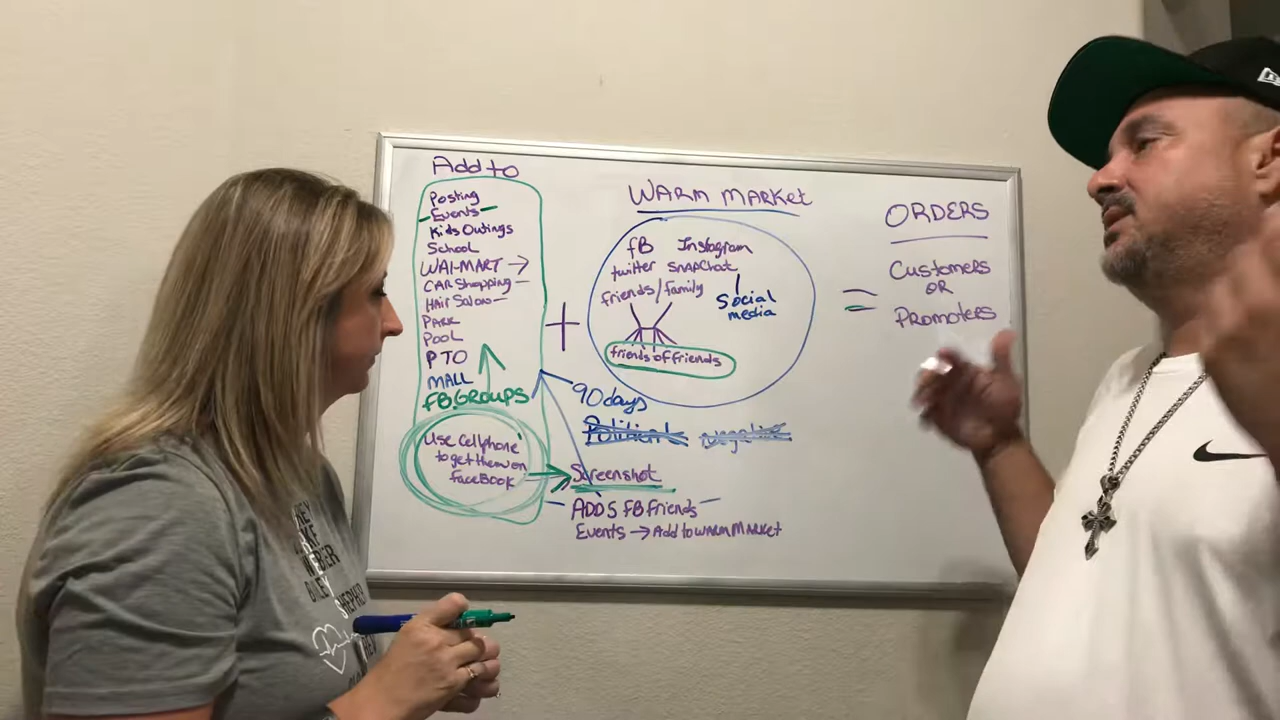 Add to
Posting
Events
Kids Outings
School
WAL-MART →
CAR Shopping –
Hair Salon –
PARK
POOL
PTO
MALL
FB GROUPS
Use Cellphone
to get them on
FaceBook
+
WARM MARKET
fB Instagram
twitter SNAPChat
friends/family
Social
media
friends of friends
90 days
Political negative
Screenshot
– ADD 5 FB friends –
Events → Add to WARM MARKET
=
ORDERS
Customers
OR
Promoters